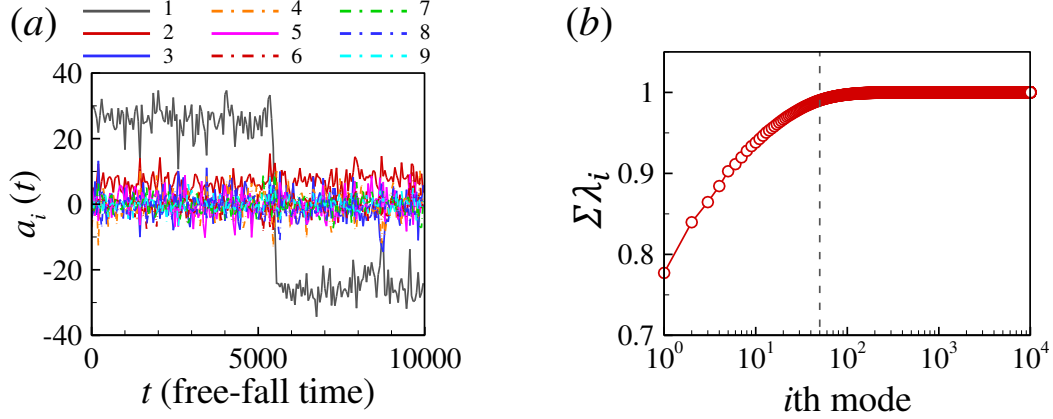 (a)
1 4 7
2 5 8
3 6 9
40
20
0
-20
-40
a_i (t)
0 5000 10000
t (free-fall time)
(b)
1
0.9
0.8
0.7
Σλ_i
10^0 10^1 10^2 10^3 10^4
ith mode